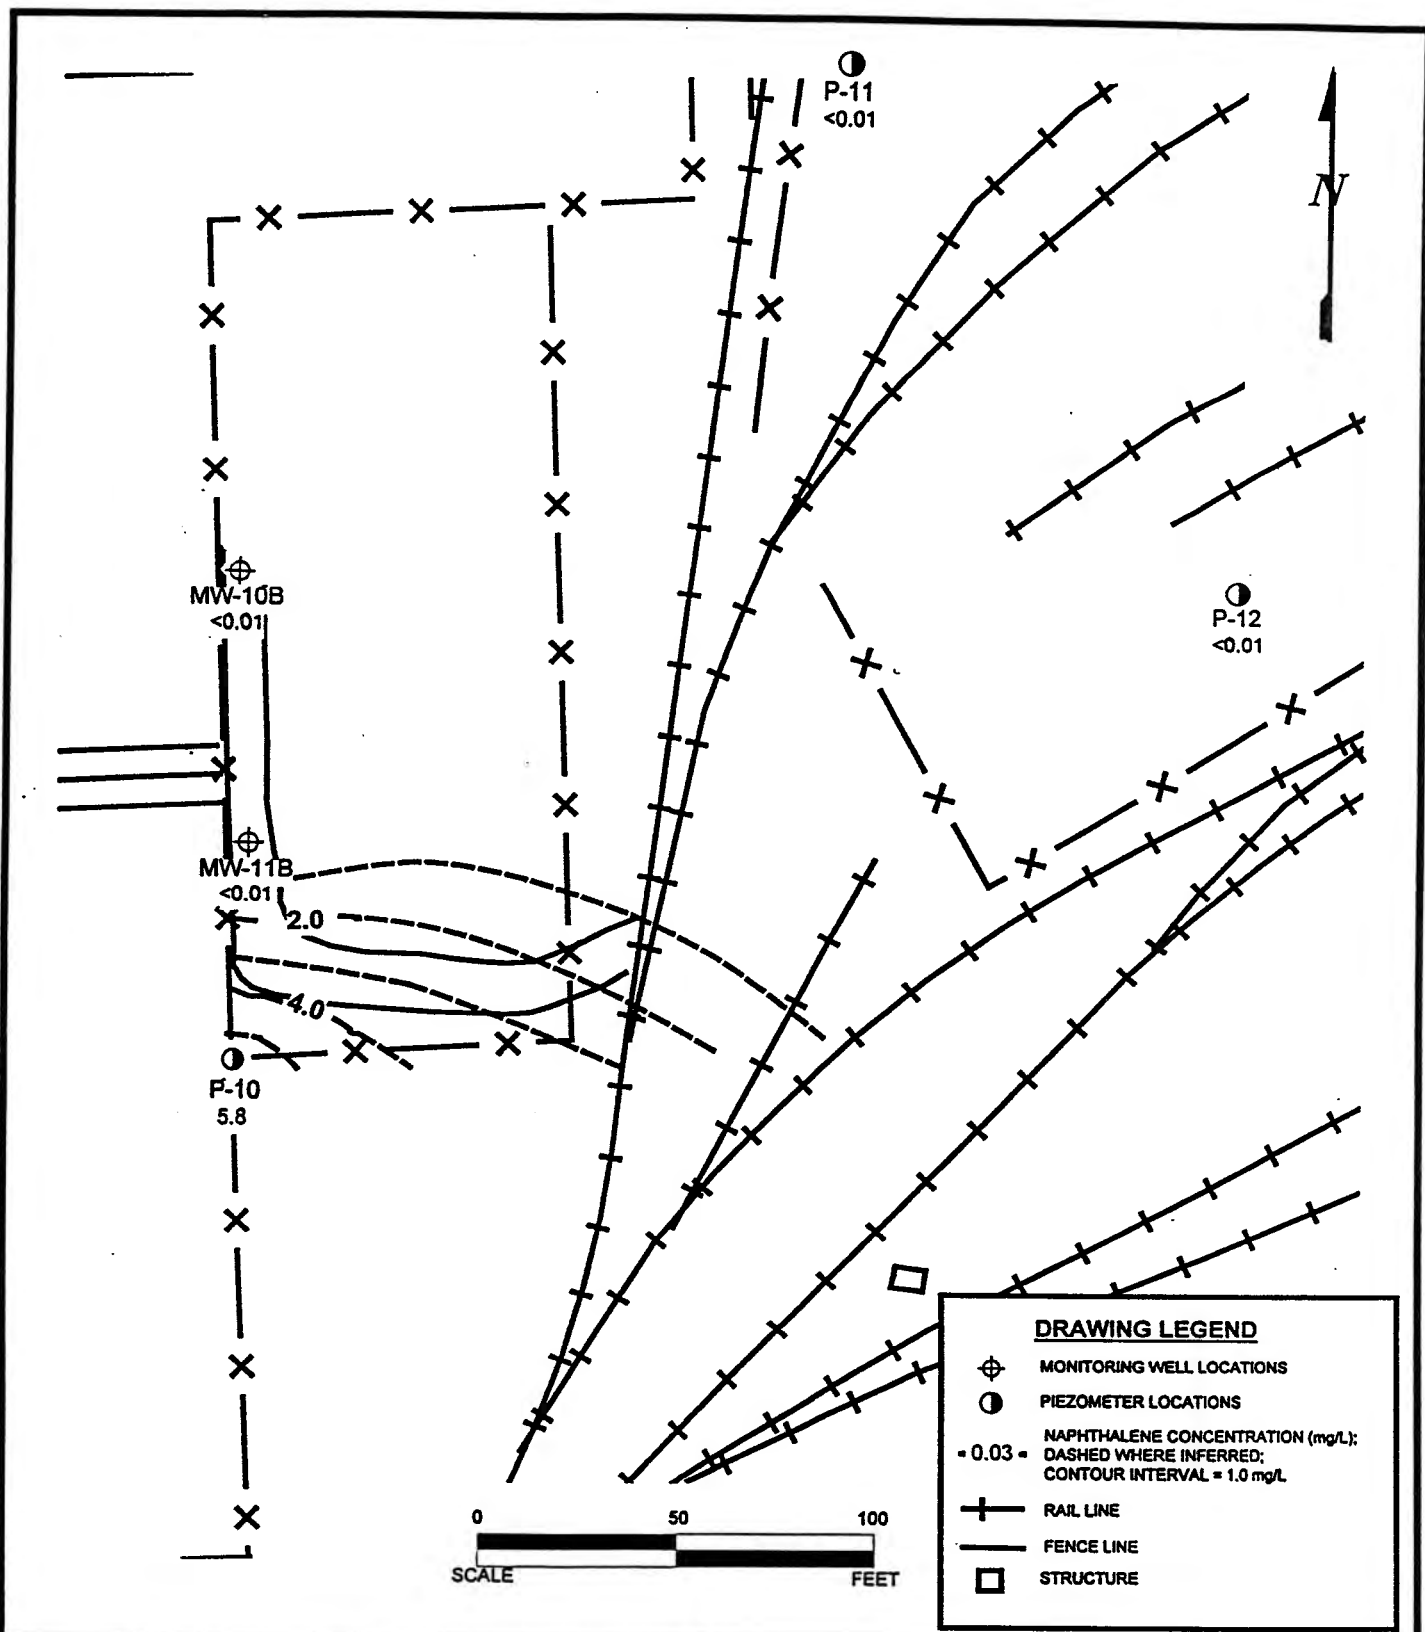 P-11
<0.01
N
MW-10B
<0.01
P-12
<0.01
MW-11B
<0.01
2.0
4.0
P-10
5.8
0 50 100
SCALE FEET
DRAWING LEGEND
MONITORING WELL LOCATIONS
PIEZOMETER LOCATIONS
- 0.03 -
NAPHTHALENE CONCENTRATION (mg/L);
DASHED WHERE INFERRED;
CONTOUR INTERVAL = 1.0 mg/L
RAIL LINE
FENCE LINE
STRUCTURE